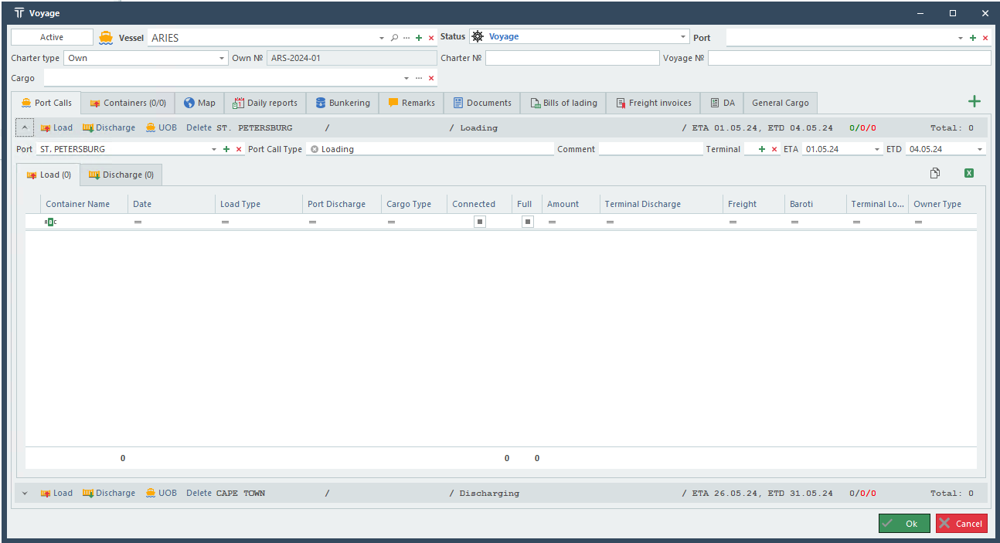 Voyage
Active Vessel ARIES Status Voyage Port
Charter type Own Own № ARS-2024-01 Charter № Voyage №
Cargo
Port Calls Containers (0/0) Map Daily reports Bunkering Remarks Documents Bills of lading Freight invoices DA General Cargo
Load Discharge UOB Delete ST. PETERSBURG / / Loading / ETA 01.05.24, ETD 04.05.24 0/0/0 Total: 0
Port ST. PETERSBURG Port Call Type Loading Comment Terminal ETA 01.05.24 ETD 04.05.24
Load (0) Discharge (0)
Container Name Date Load Type Port Discharge Cargo Type Connected Full Amount Terminal Discharge Freight Baroti Terminal Lo... Owner Type
ABC = = = = = = = = = =
0 0 0
Load Discharge UOB Delete CAPE TOWN / / Discharging / ETA 26.05.24, ETD 31.05.24 0/0/0 Total: 0
Ok Cancel